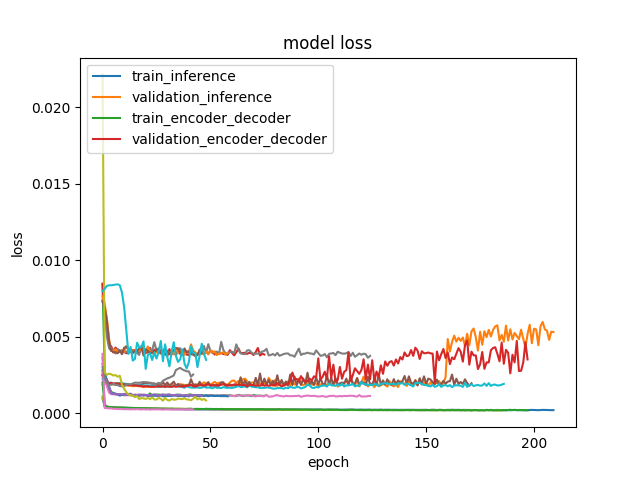 model loss
train_inference
validation_inference
train_encoder_decoder
validation_encoder_decoder
0.020
0.015
0.010
0.005
0.000
loss
0 50 100 150 200
epoch